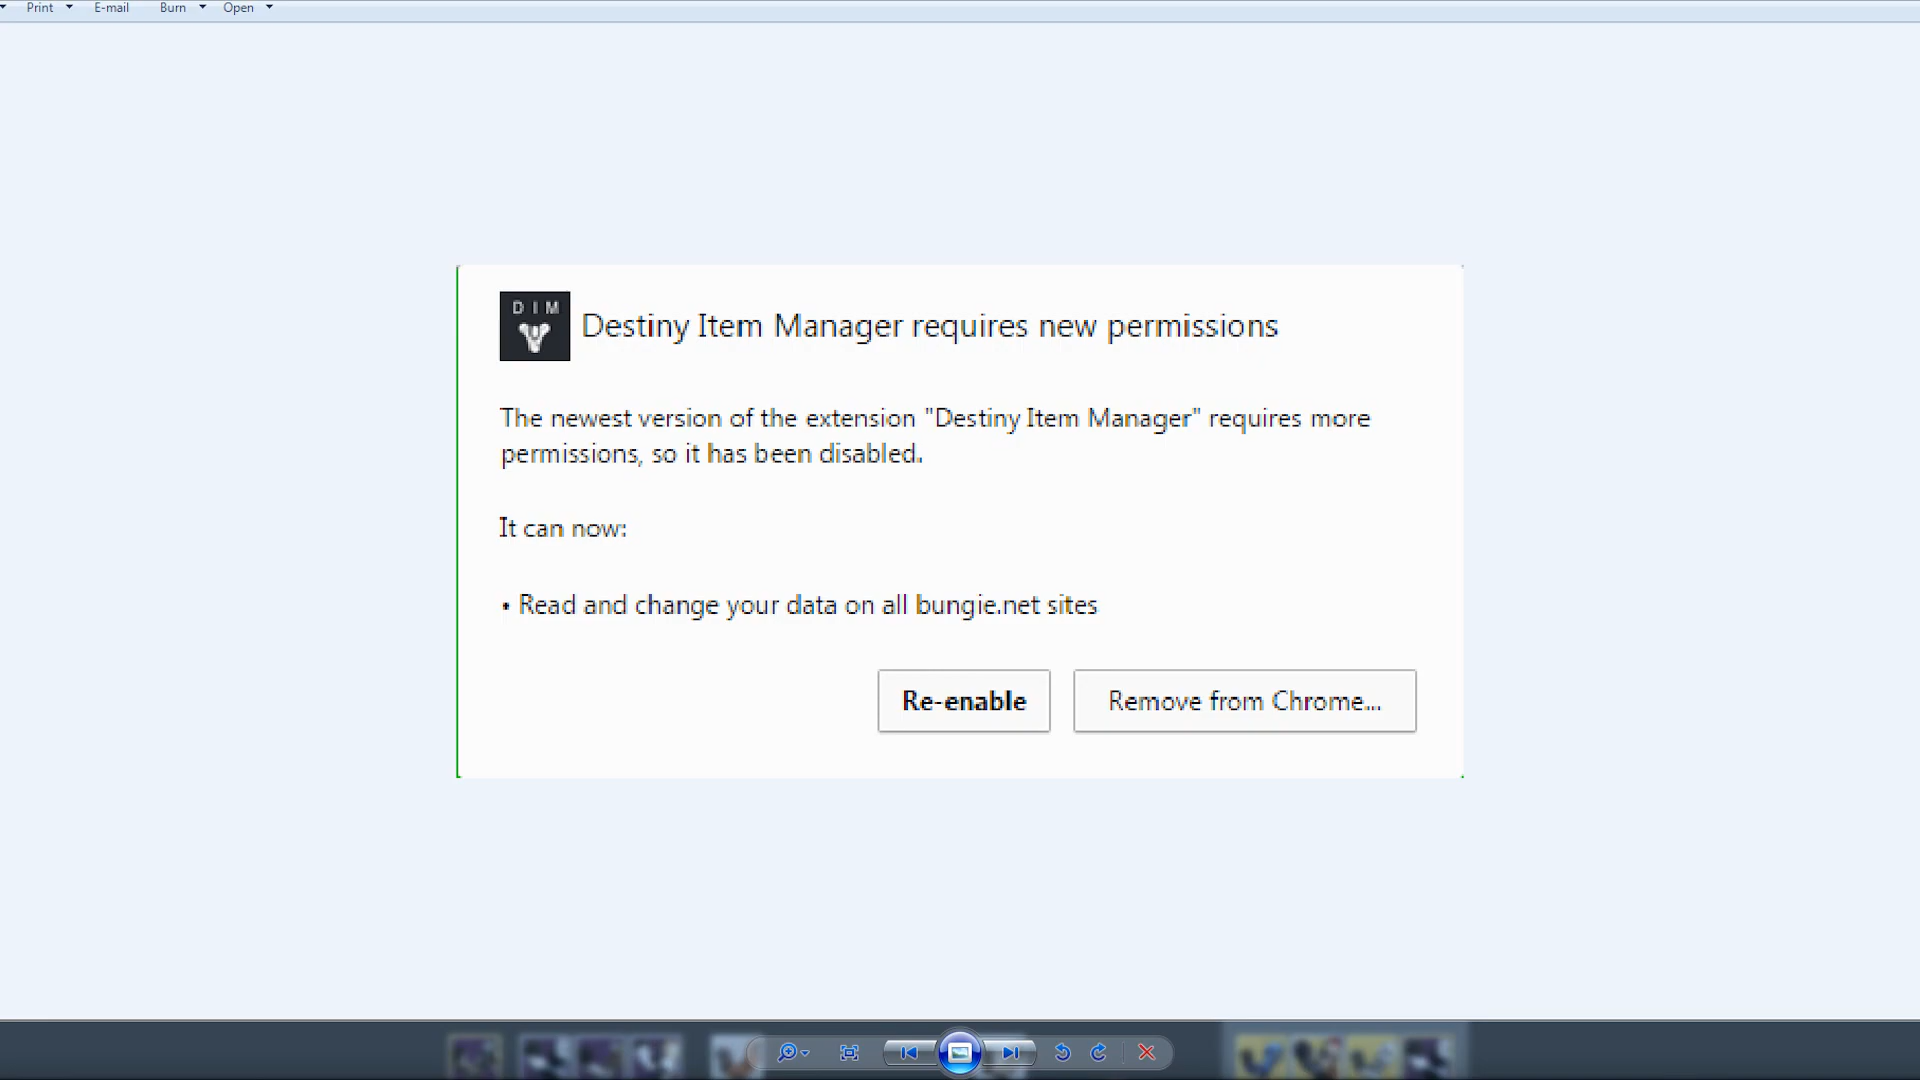 Print E-mail Burn Open
DIM
Destiny Item Manager requires new permissions
The newest version of the extension "Destiny Item Manager" requires more
permissions, so it has been disabled.
It can now:
• Read and change your data on all bungie.net sites
Re-enable Remove from Chrome...